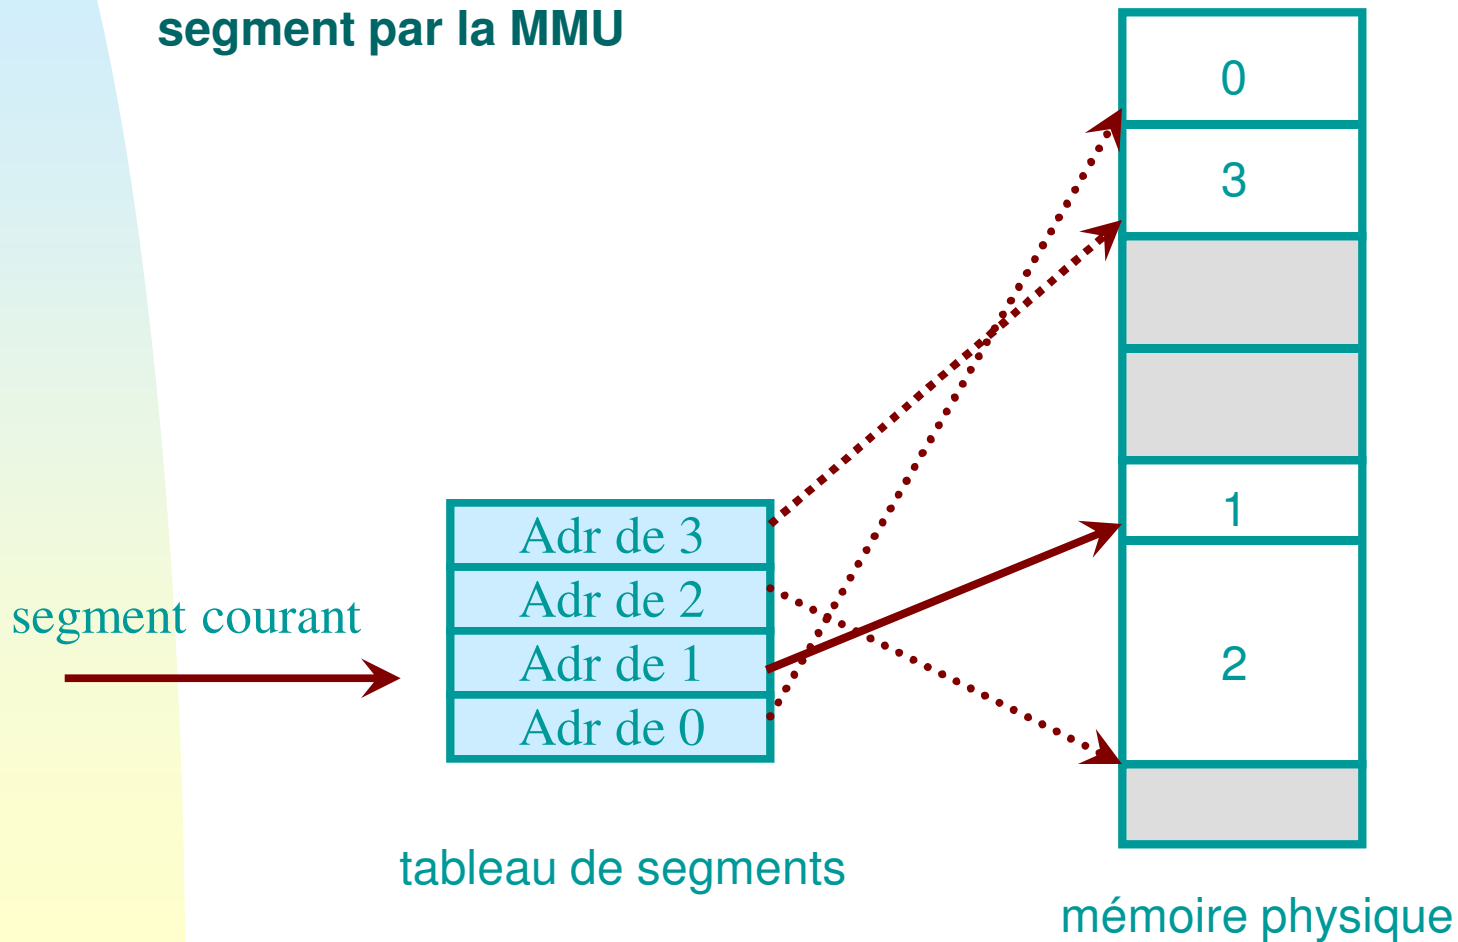 segment par la MMU
0
3
1
2
Adr de 3
Adr de 2
Adr de 1
Adr de 0
segment courant
tableau de segments
mémoire physique